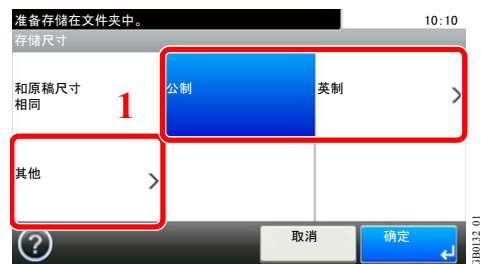 准备存储在文件夹中。 10:10
存储尺寸
和原稿尺寸
相同
1
公制
英制
其他
?
取消
确定
GB0132_01